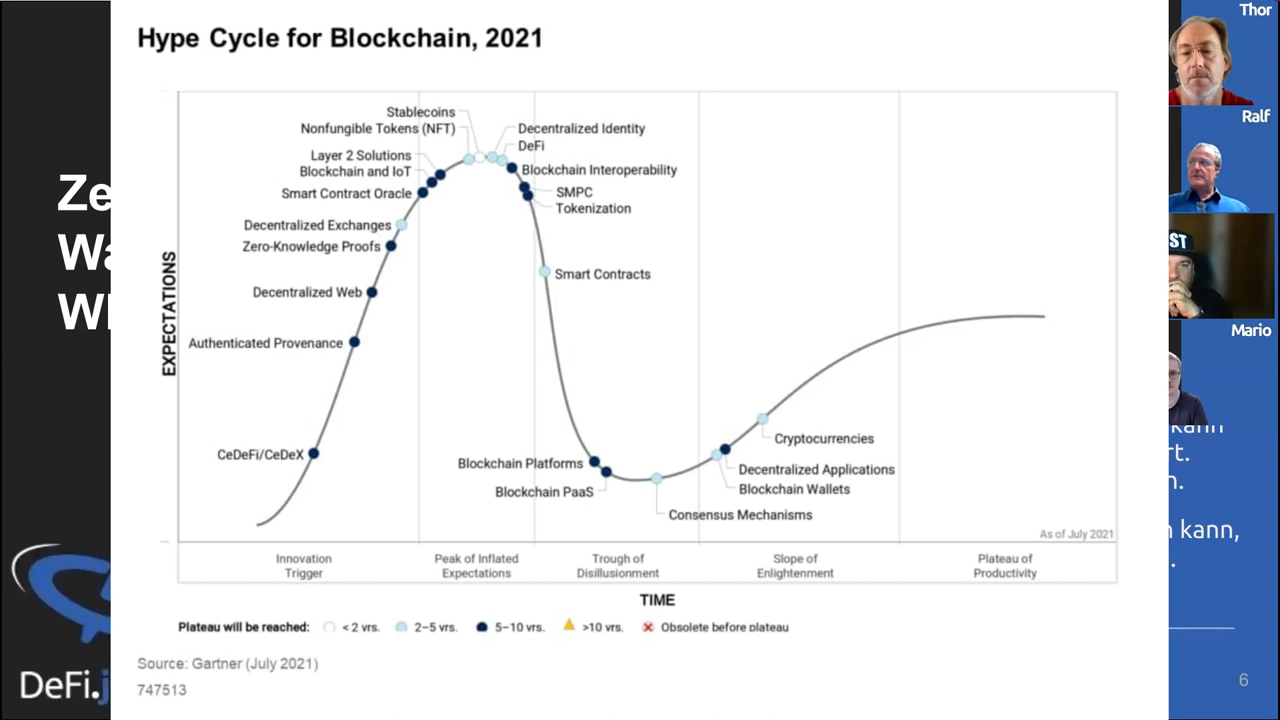 Hype Cycle for Blockchain, 2021
Thor
Ralf
ST
Mario
Ze
Wa
EXPECTATIONS
Stablecoins
Nonfungible Tokens (NFT)
Layer 2 Solutions
Blockchain and IoT
Smart Contract Oracle
Decentralized Exchanges
Zero-Knowledge Proofs
Decentralized Web
Authenticated Provenance
CeDeFi/CeDeX
Decentralized Identity
DeFi
Blockchain Interoperability
SMPC
Tokenization
Smart Contracts
Blockchain Platforms
Blockchain PaaS
Consensus Mechanisms
Cryptocurrencies
Decentralized Applications
Blockchain Wallets
As of July 2021
Innovation
Trigger
Peak of Inflated
Expectations
Trough of
Disillusionment
Slope of
Enlightenment
Plateau of
Productivity
TIME
Plateau will be reached: < 2 yrs. 2–5 yrs. 5–10 yrs. >10 yrs. Obsolete before plateau
Source: Gartner (July 2021)
747513
DeFi.j
kann
rt.
n.
n kann,
.
6